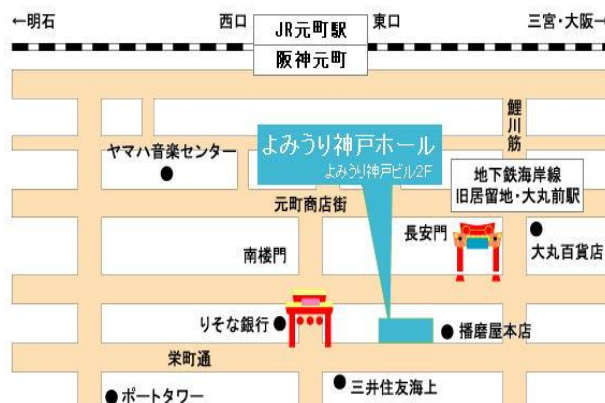 ←明石
西口
JR元町駅
東口
三宮・大阪→
阪神元町
鯉川筋
よみうり神戸ホール
よみうり神戸ビル2F
ヤマハ音楽センター
地下鉄海岸線
旧居留地・大丸前駅
元町商店街
長安門
南楼門
大丸百貨店
りそな銀行
播磨屋本店
栄町通
三井住友海上
ポートタワー